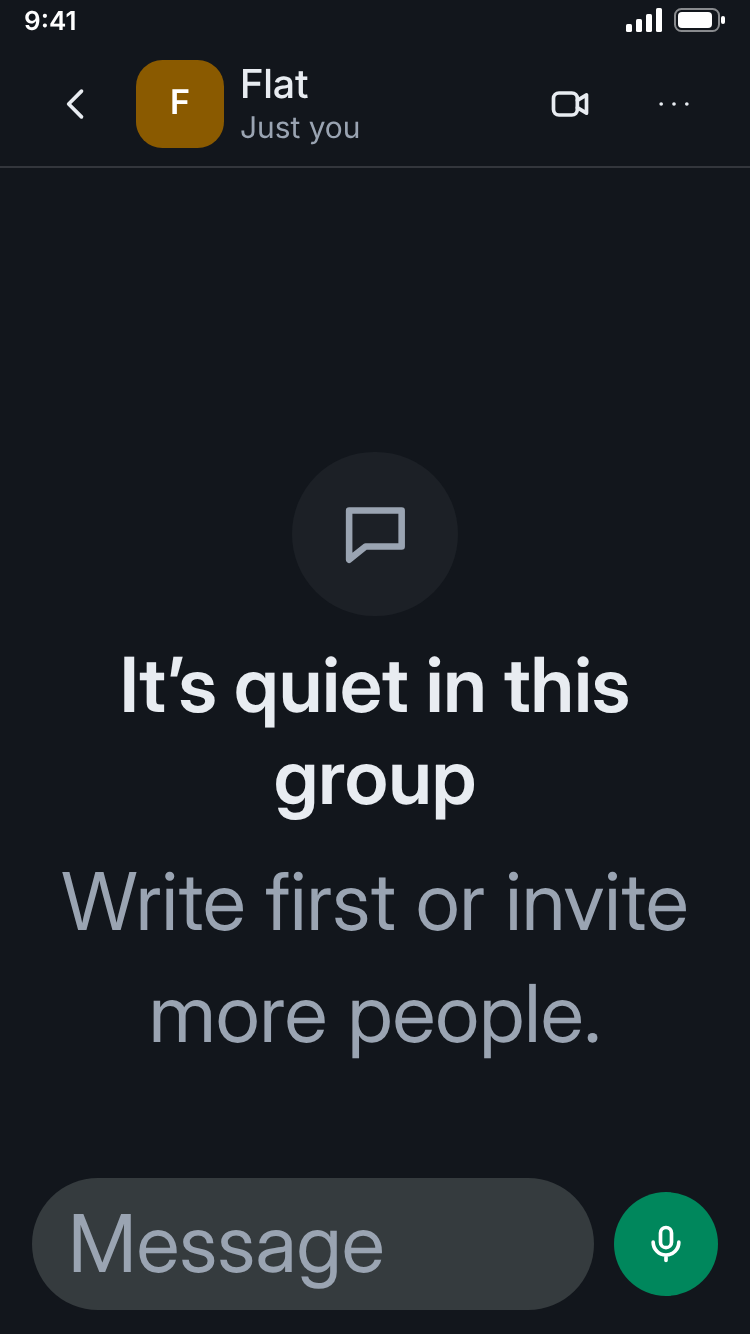 9:41
F
Flat
Just you
It’s quiet in this
group
Write first or invite
more people.
Message